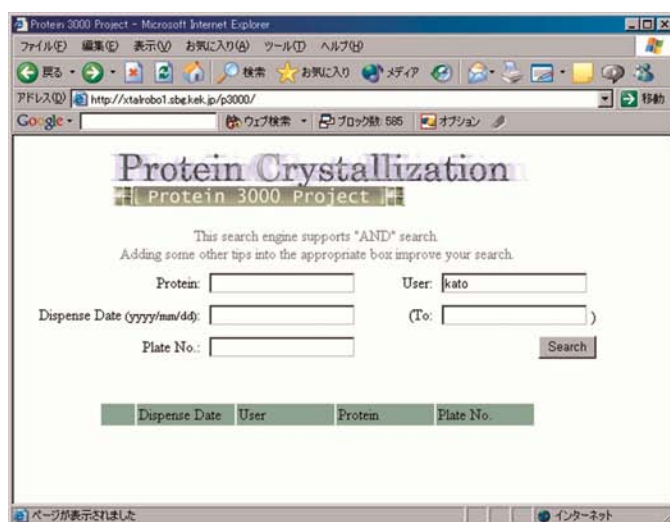 Protein 3000 Project - Microsoft Internet Explorer
ファイル(F) 編集(E) 表示(V) お気に入り(A) ツール(T) ヘルプ(H)
戻る 検索 お気に入り メディア
アドレス(D) http://xtalrobo1.sbg.kek.jp/p3000/ 移動
Google ウェブ検索 ブロック数: 585 オプション
Protein Crystallization
[ Protein 3000 Project ]
This search engine supports "AND" search.
Adding some other tips into the appropriate box improve your search.
Protein: User: kato
Dispense Date (yyyy/mm/dd): (To: )
Plate No.: Search
Dispense Date User Protein Plate No.
ページが表示されました インターネット